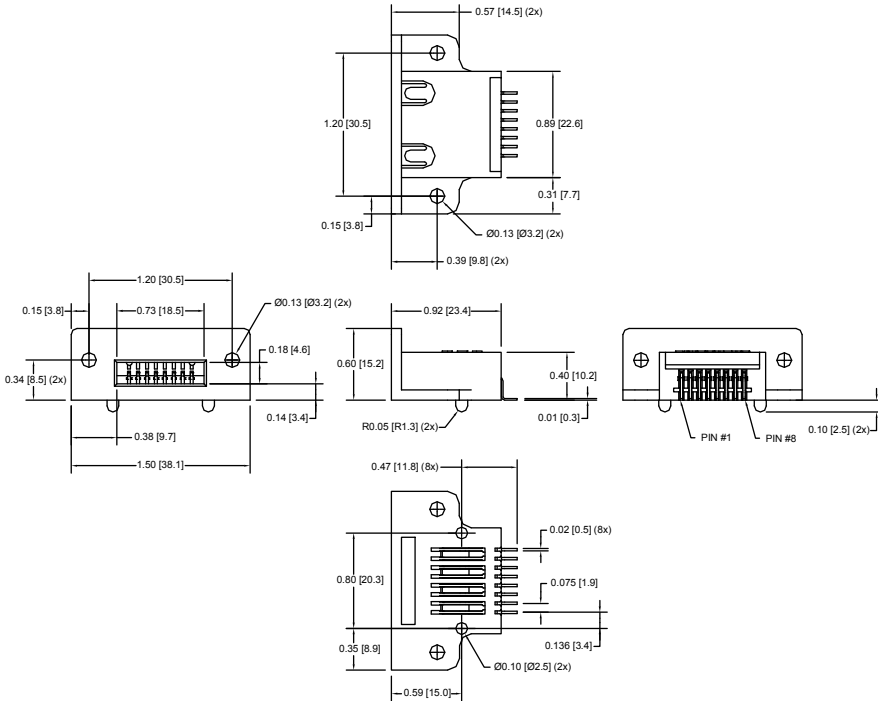 0.57 [14.5] (2x)
1.20 [30.5]
0.89 [22.6]
0.31 [7.7]
0.15 [3.8]
Ø0.13 [Ø3.2] (2x)
0.39 [9.8] (2x)
1.20 [30.5]
0.15 [3.8]
0.73 [18.5]
Ø0.13 [Ø3.2] (2x)
0.18 [4.6]
0.34 [8.5] (2x)
0.14 [3.4]
0.38 [9.7]
1.50 [38.1]
0.92 [23.4]
0.60 [15.2]
0.40 [10.2]
0.01 [0.3]
R0.05 [R1.3] (2x)
0.10 [2.5] (2x)
PIN #1
PIN #8
0.47 [11.8] (8x)
0.02 [0.5] (8x)
0.80 [20.3]
0.075 [1.9]
0.136 [3.4]
0.35 [8.9]
Ø0.10 [Ø2.5] (2x)
0.59 [15.0]